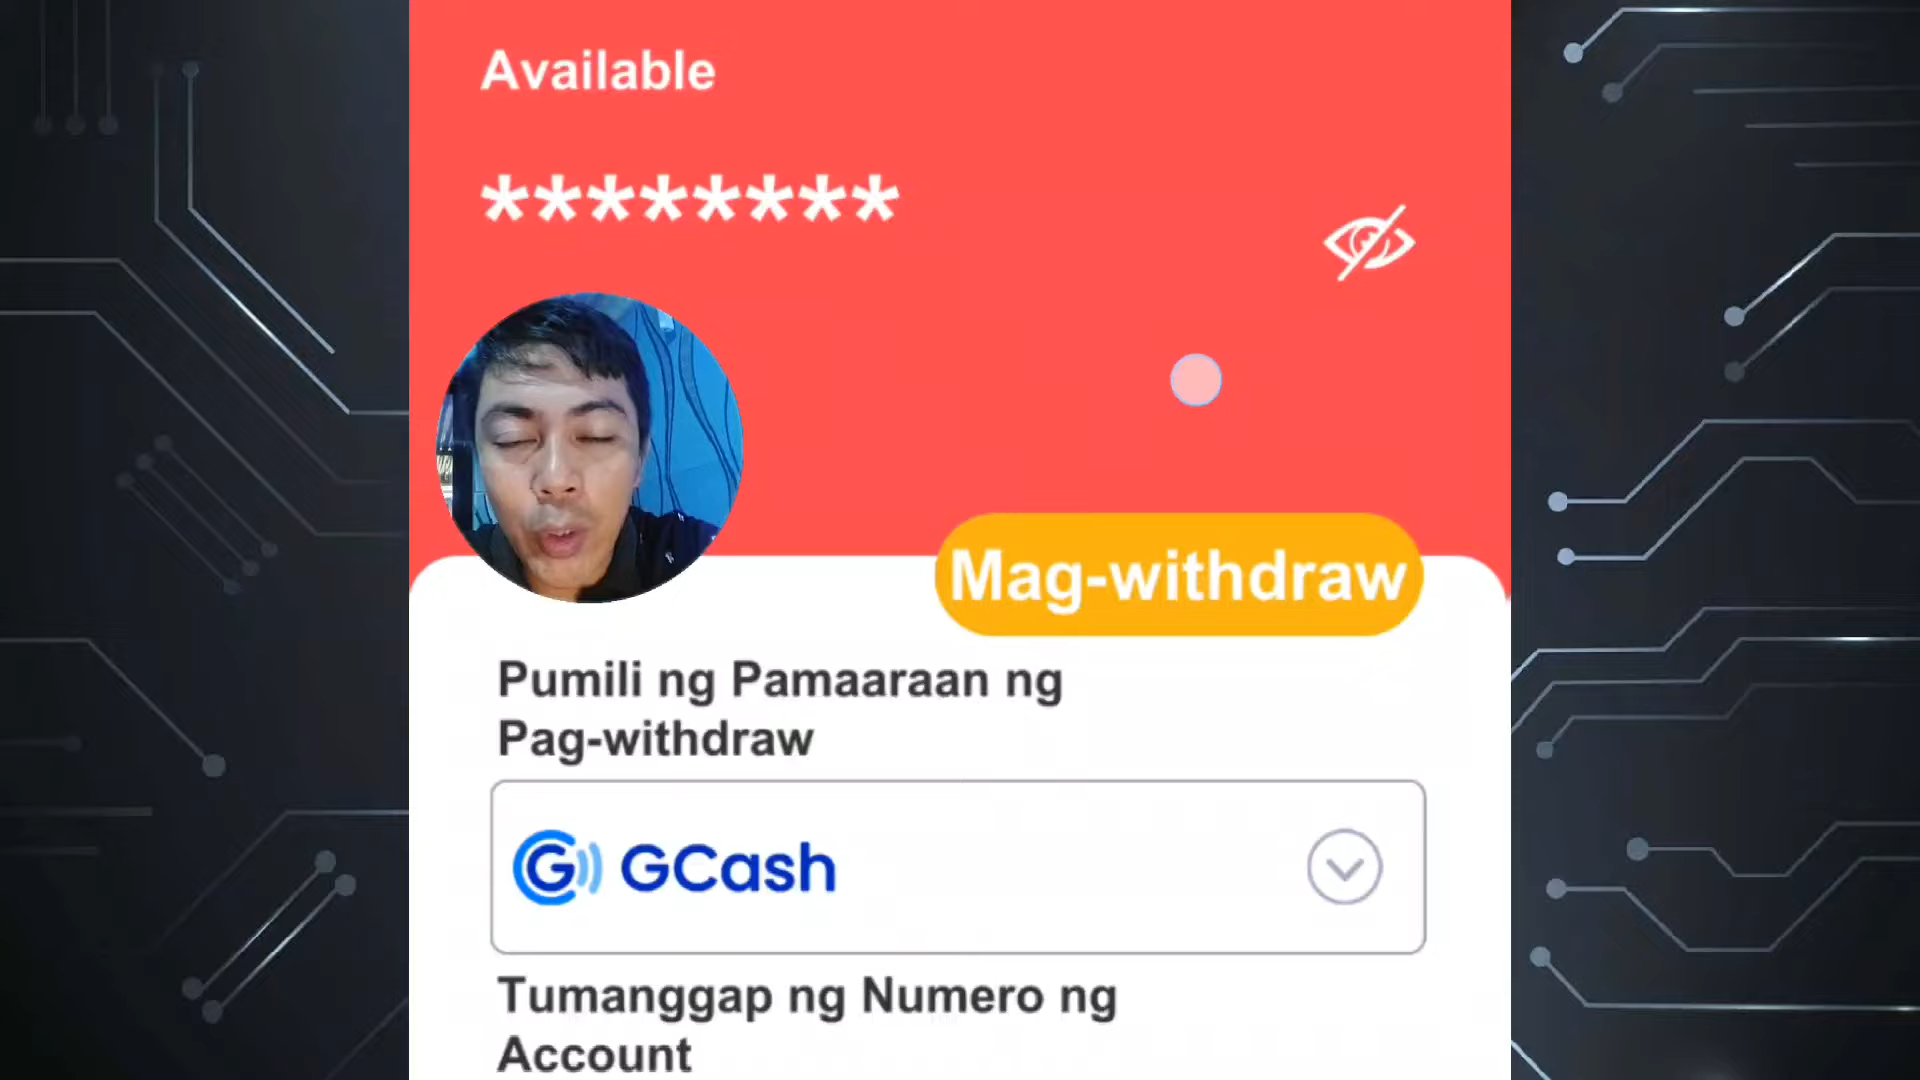 Available
********
Mag-withdraw
Pumili ng Pamaaraan ng
Pag-withdraw
GCash
Tumanggap ng Numero ng
Account